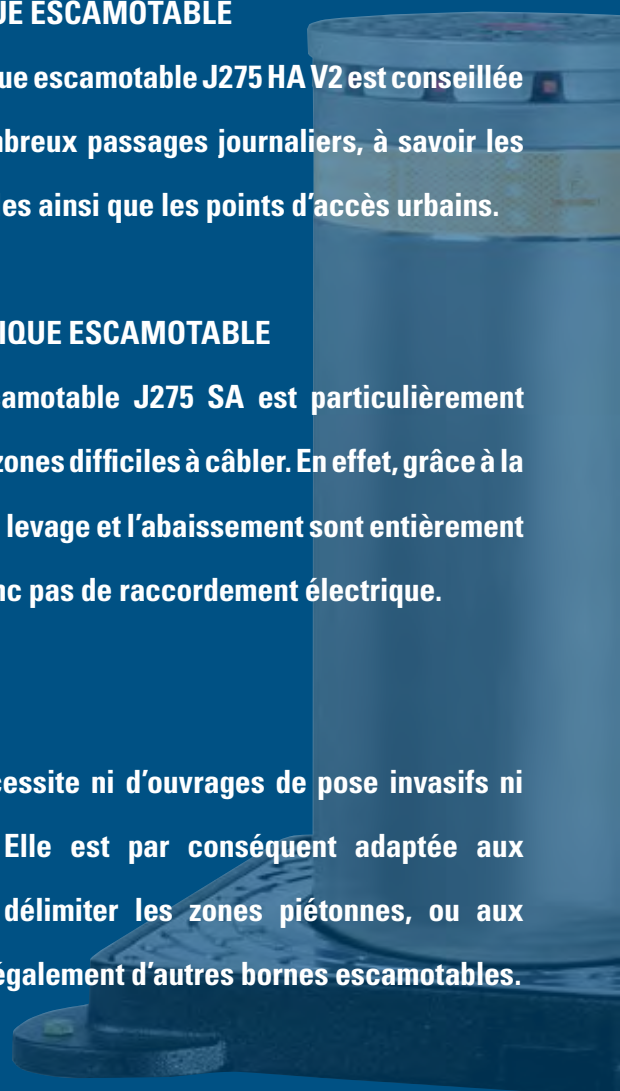 UE ESCAMOTABLE
que escamotable J275 HA V2 est conseillée
mbreux passages journaliers, à savoir les
es ainsi que les points d'accès urbains.
IQUE ESCAMOTABLE
amotable J275 SA est particulièrement
zones difficiles à câbler. En effet, grâce à la
levage et l'abaissement sont entièrement
nc pas de raccordement électrique.
cessite ni d'ouvrages de pose invasifs ni
Elle est par conséquent adaptée aux
délimiter les zones piétonnes, ou aux
également d'autres bornes escamotables.